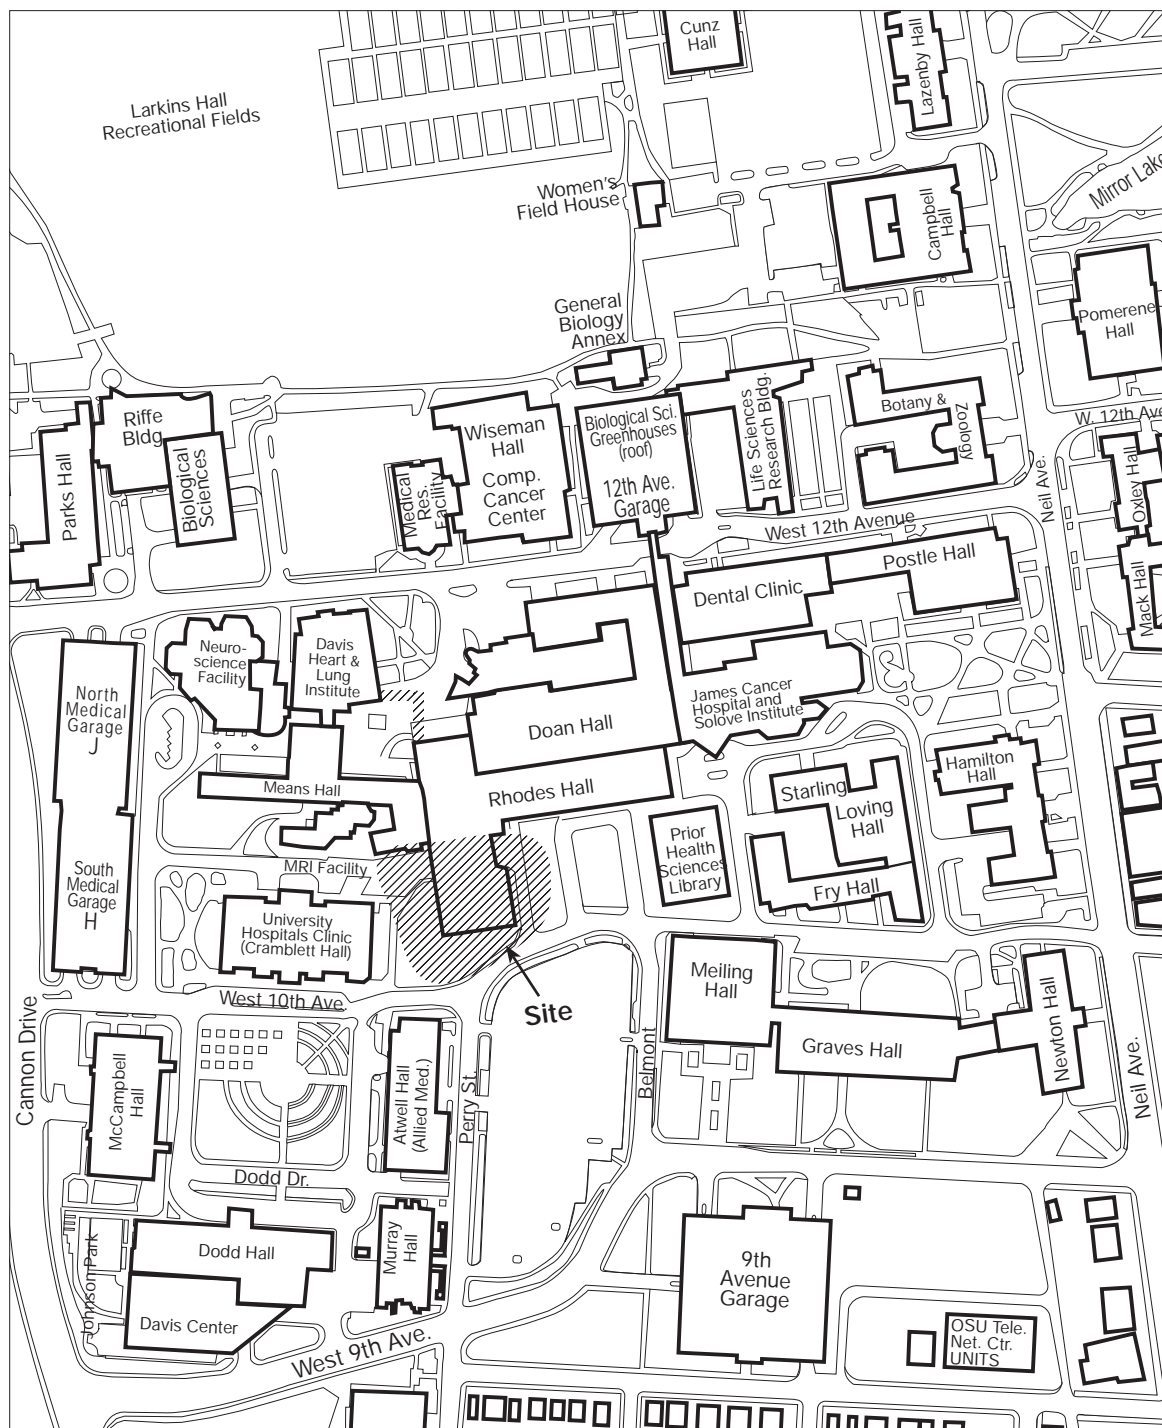 Cunz
Hall
Lazenby Hall
Larkins Hall
Recreational Fields
Mirror Lake
Women's
Field House
Campbell
Hall
General
Biology
Annex
Pomerene
Hall
Riffe
Bldg.
Biological
Sciences
Parks Hall
Wiseman
Hall
Comp.
Cancer
Center
Medical
Res.
Facility
Biological Sci.
Greenhouses
(roof)
12th Ave.
Garage
Life Sciences
Research Bldg.
Botany &
Zoology
W. 12th Ave
Neil Ave.
Oxley Hall
Mack Hall
West 12th Avenue
Postle Hall
Dental Clinic
Neuro-
science
Facility
Davis
Heart &
Lung
Institute
North
Medical
Garage
J
James Cancer
Hospital and
Solove Institute
Doan Hall
Means Hall
Rhodes Hall
Hamilton
Hall
Starling
Loving
Hall
Prior
Health
Sciences
Library
MRI Facility
Fry Hall
South
Medical
Garage
H
University
Hospitals Clinic
(Cramblett Hall)
West 10th Ave.
Site
Meiling
Hall
Graves Hall
Newton Hall
Cannon Drive
McCampbell
Hall
Atwell Hall
(Allied Med.)
Perry St.
Belmont
Neil Ave.
Dodd Dr.
Johnson Park
Dodd Hall
Murray
Hall
Davis Center
West 9th Ave.
9th
Avenue
Garage
OSU Tele.
Net. Ctr.
UNITS